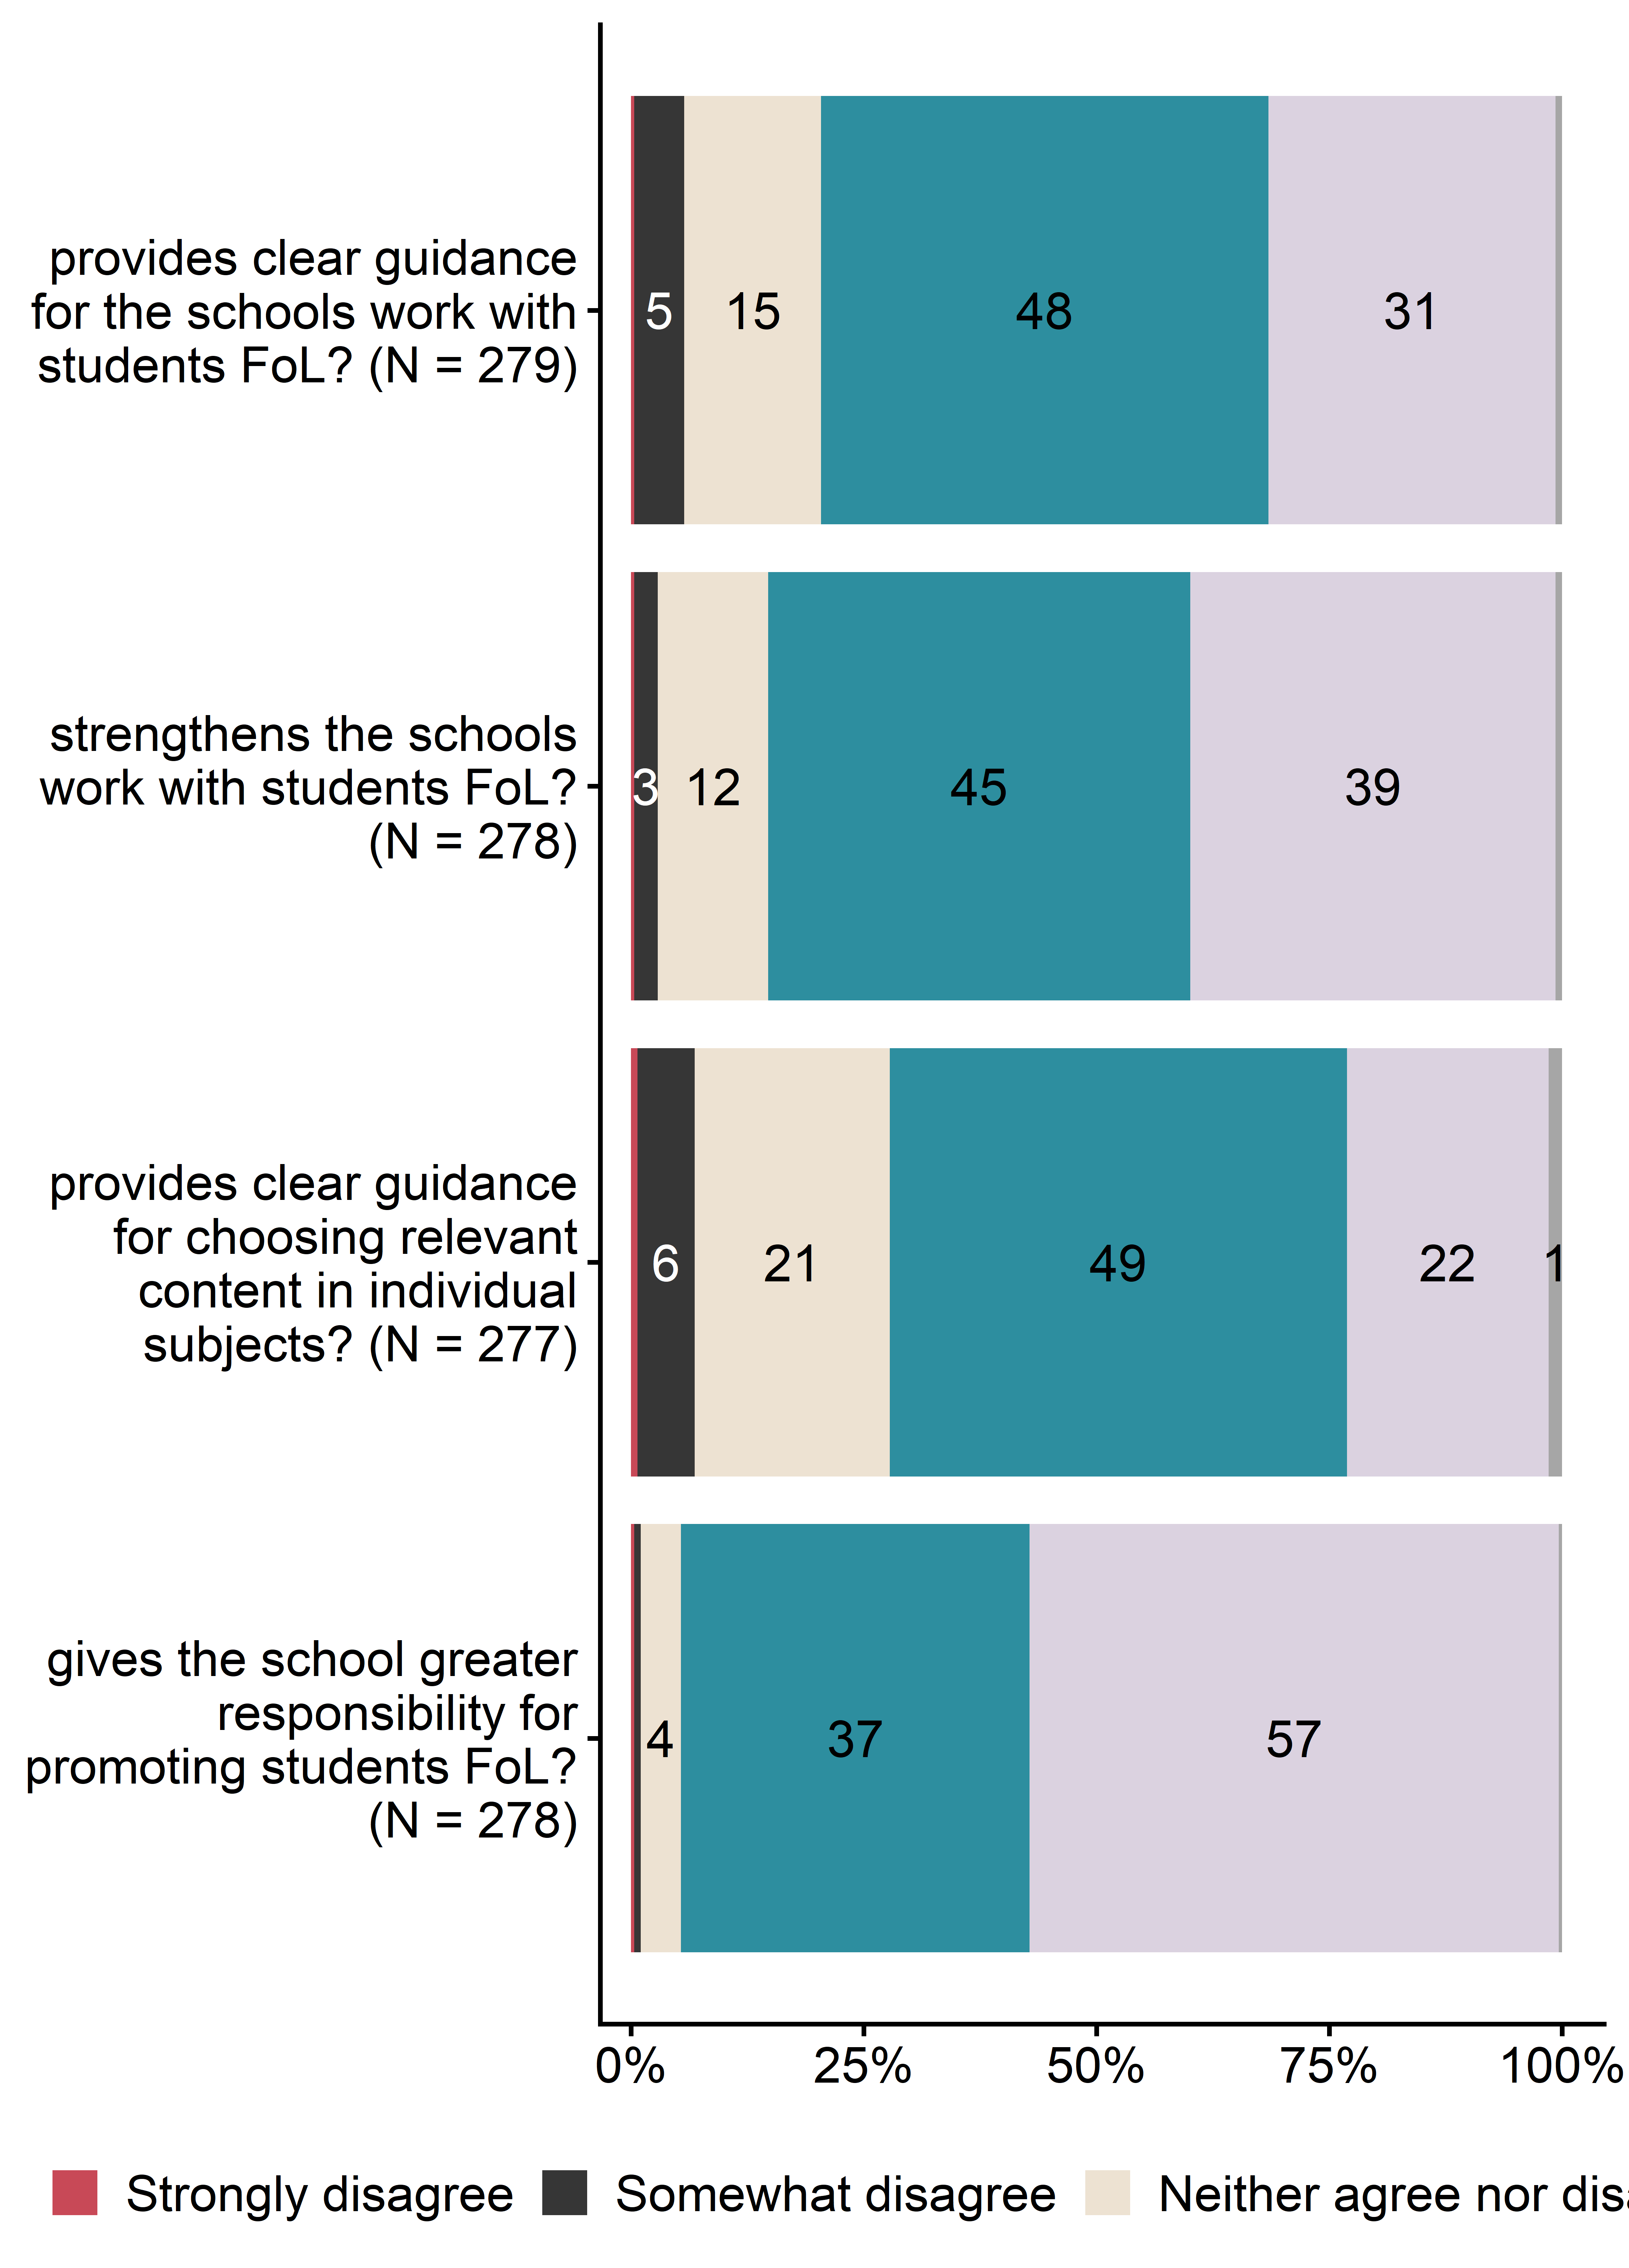 provides clear guidance
for the schools work with
students FoL? (N = 279)
5 15 48 31
strengthens the schools
work with students FoL?
(N = 278)
3 12 45 39
provides clear guidance
for choosing relevant
content in individual
subjects? (N = 277)
6 21 49 22 1
gives the school greater
responsibility for
promoting students FoL?
(N = 278)
4 37 57
0% 25% 50% 75% 100%
Strongly disagree Somewhat disagree Neither agree nor